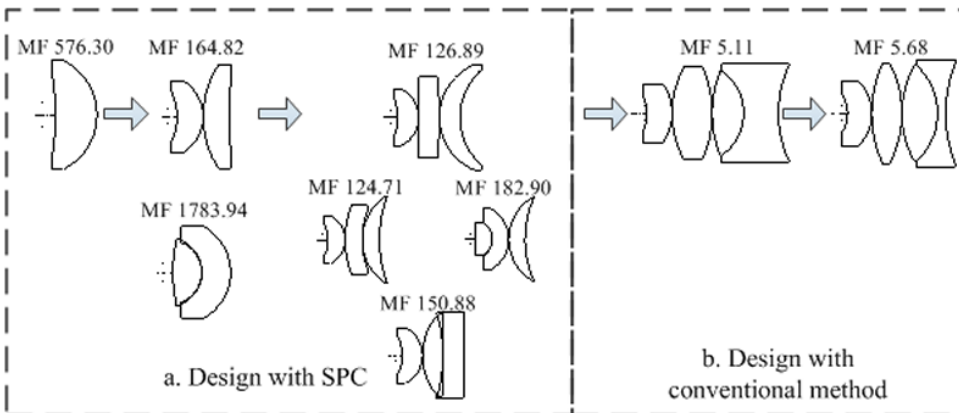 MF 576.30
MF 164.82
MF 126.89
MF 5.11
MF 5.68
MF 1783.94
MF 124.71
MF 182.90
MF 150.88
a. Design with SPC
b. Design with
conventional method